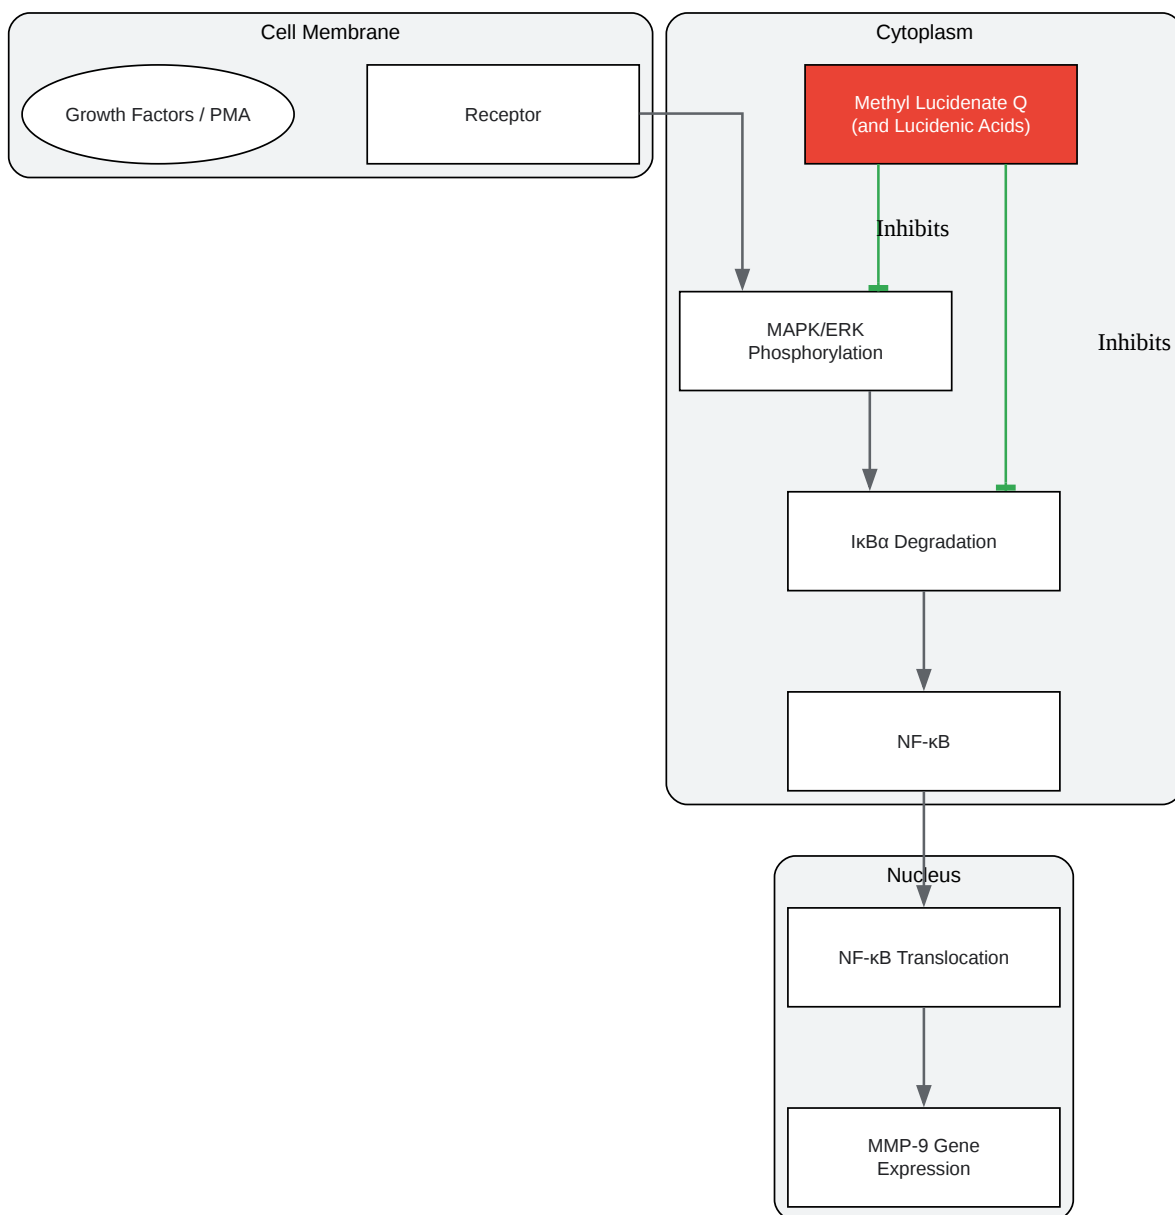 Cell Membrane
Growth Factors / PMA
Receptor
Cytoplasm
Methyl Lucidenate Q
(and Lucidenic Acids)
Inhibits
MAPK/ERK
Phosphorylation
Inhibits
IκBα Degradation
NF-κB
Nucleus
NF-κB Translocation
MMP-9 Gene
Expression